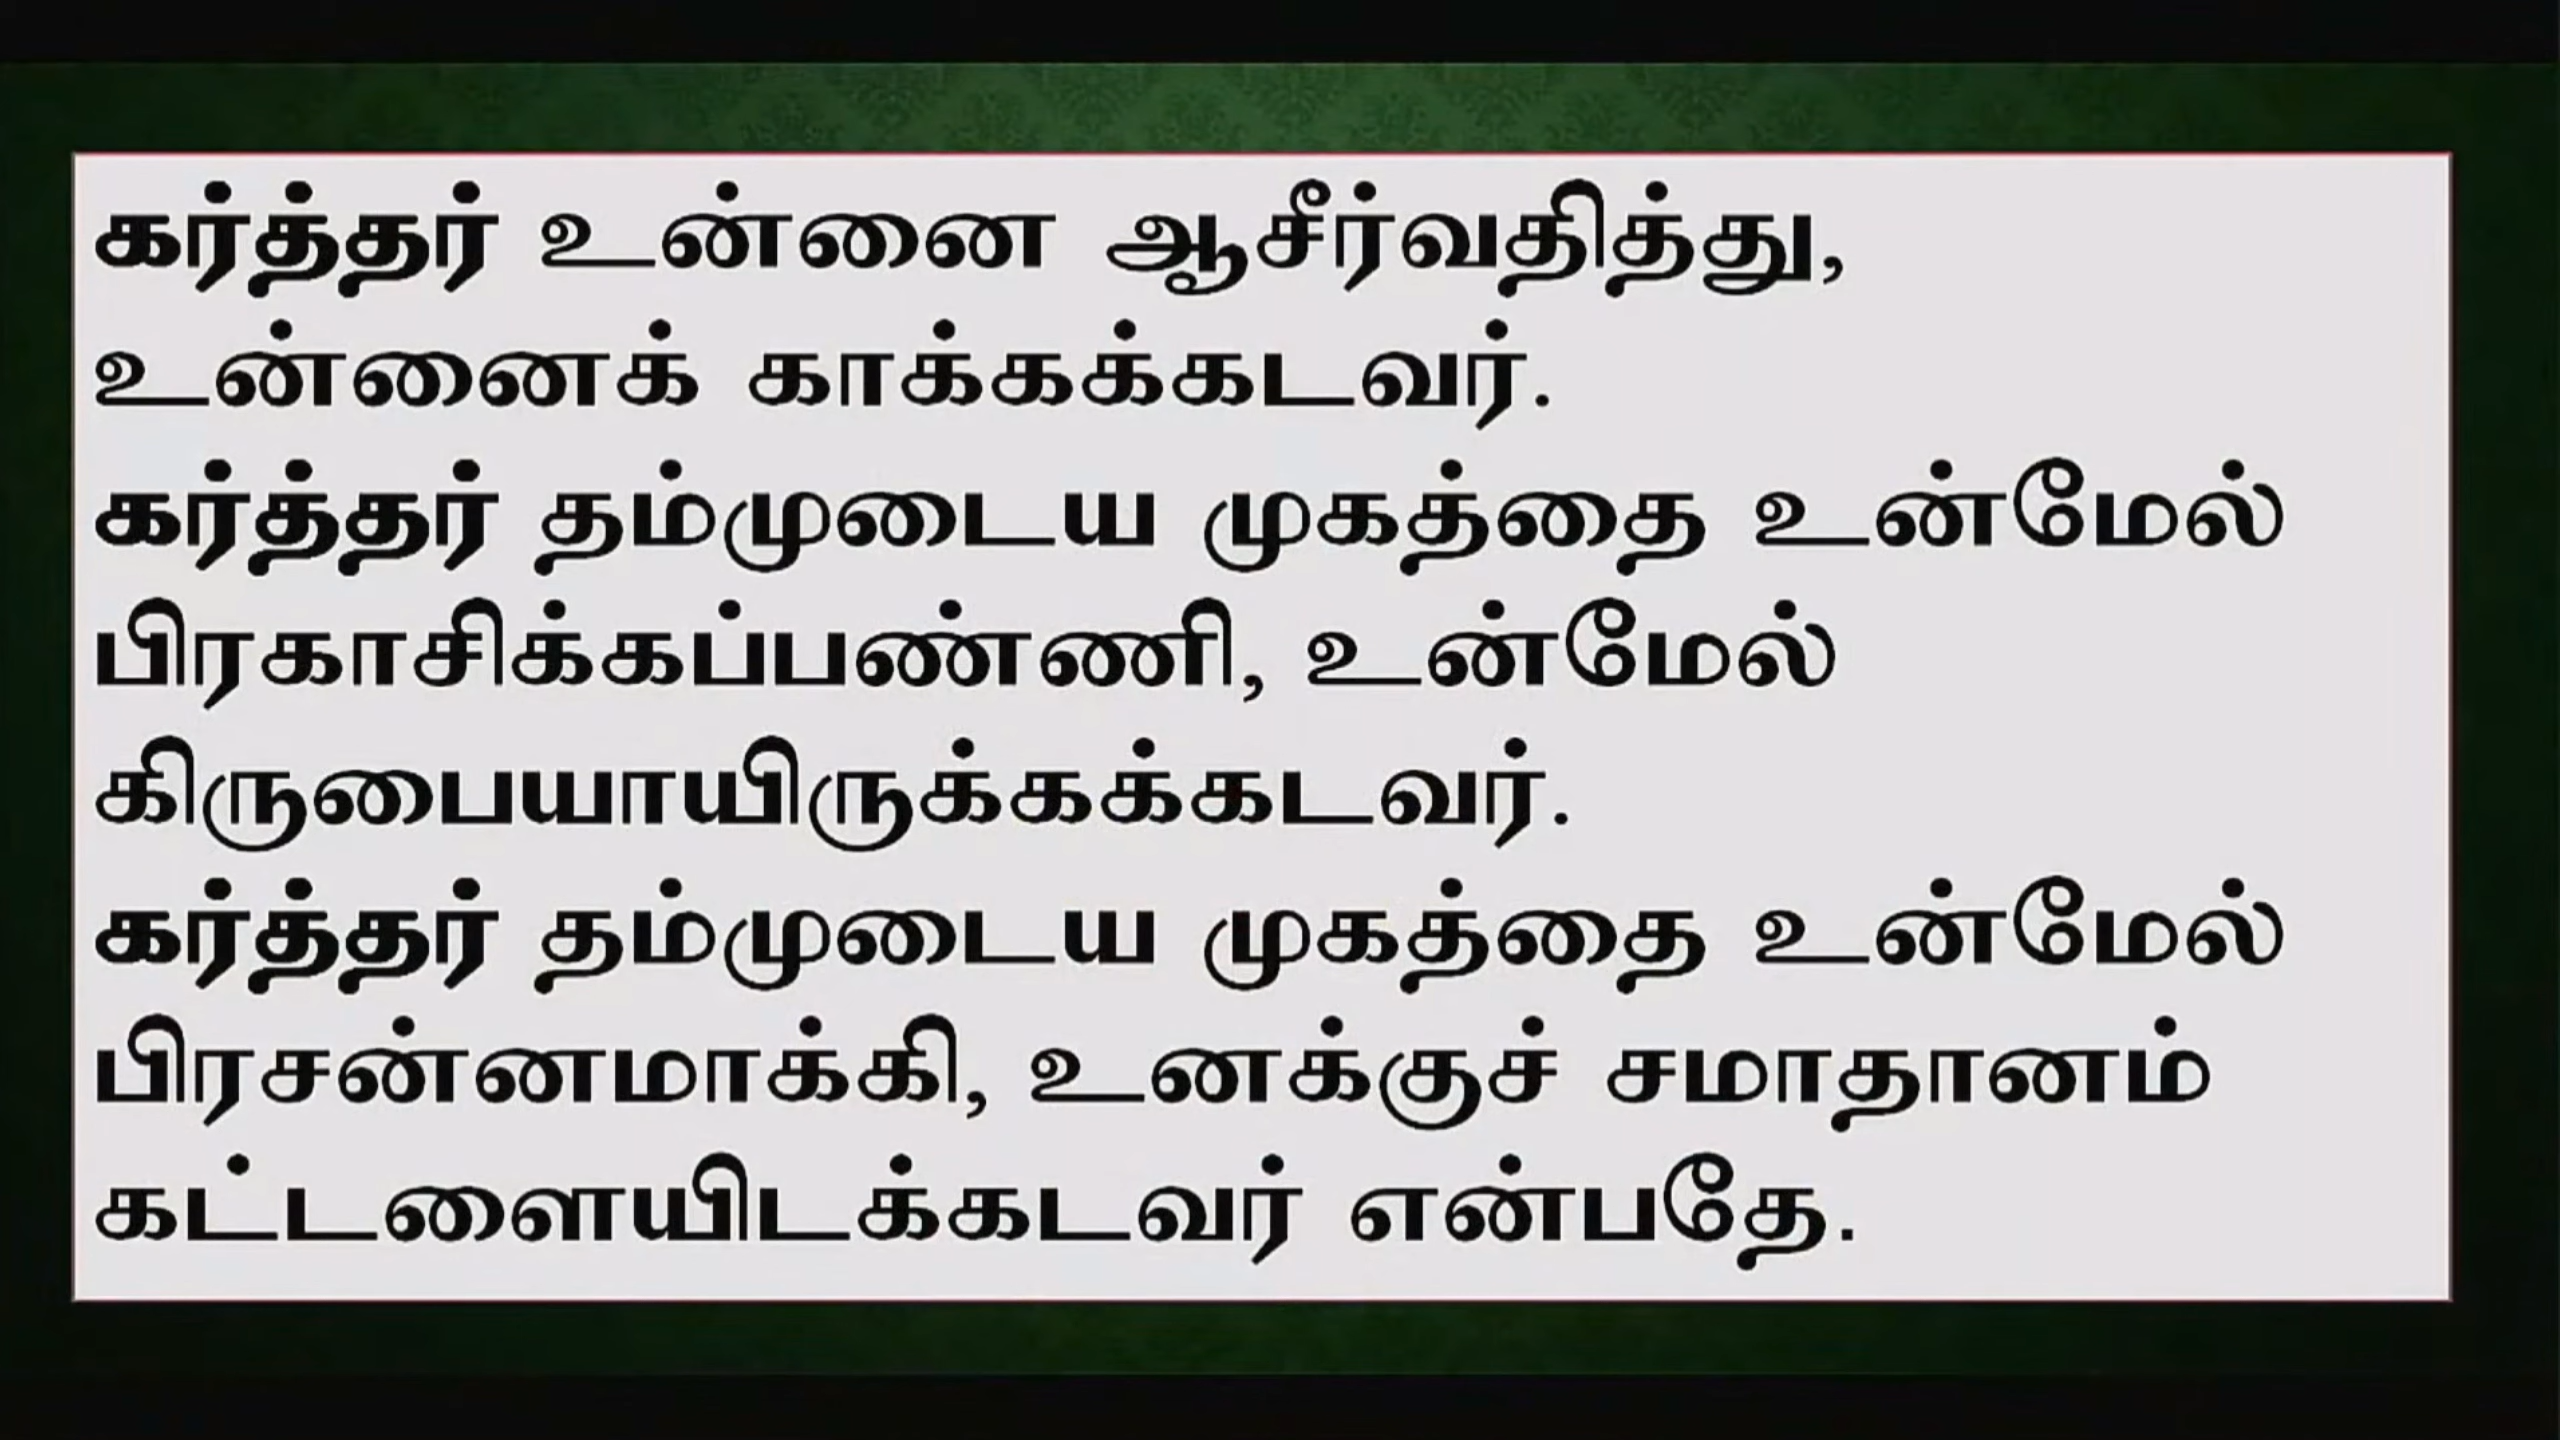 கர்த்தர் உன்னை ஆசீர்வதித்து,
உன்னைக் காக்கக்கடவர்.
கர்த்தர் தம்முடைய முகத்தை உன்மேல்
பிரகாசிக்கப்பண்ணி, உன்மேல்
கிருபையாயிருக்கக்கடவர்.
கர்த்தர் தம்முடைய முகத்தை உன்மேல்
பிரசன்னமாக்கி, உனக்குச் சமாதானம்
கட்டளையிடக்கடவர் என்பதே.